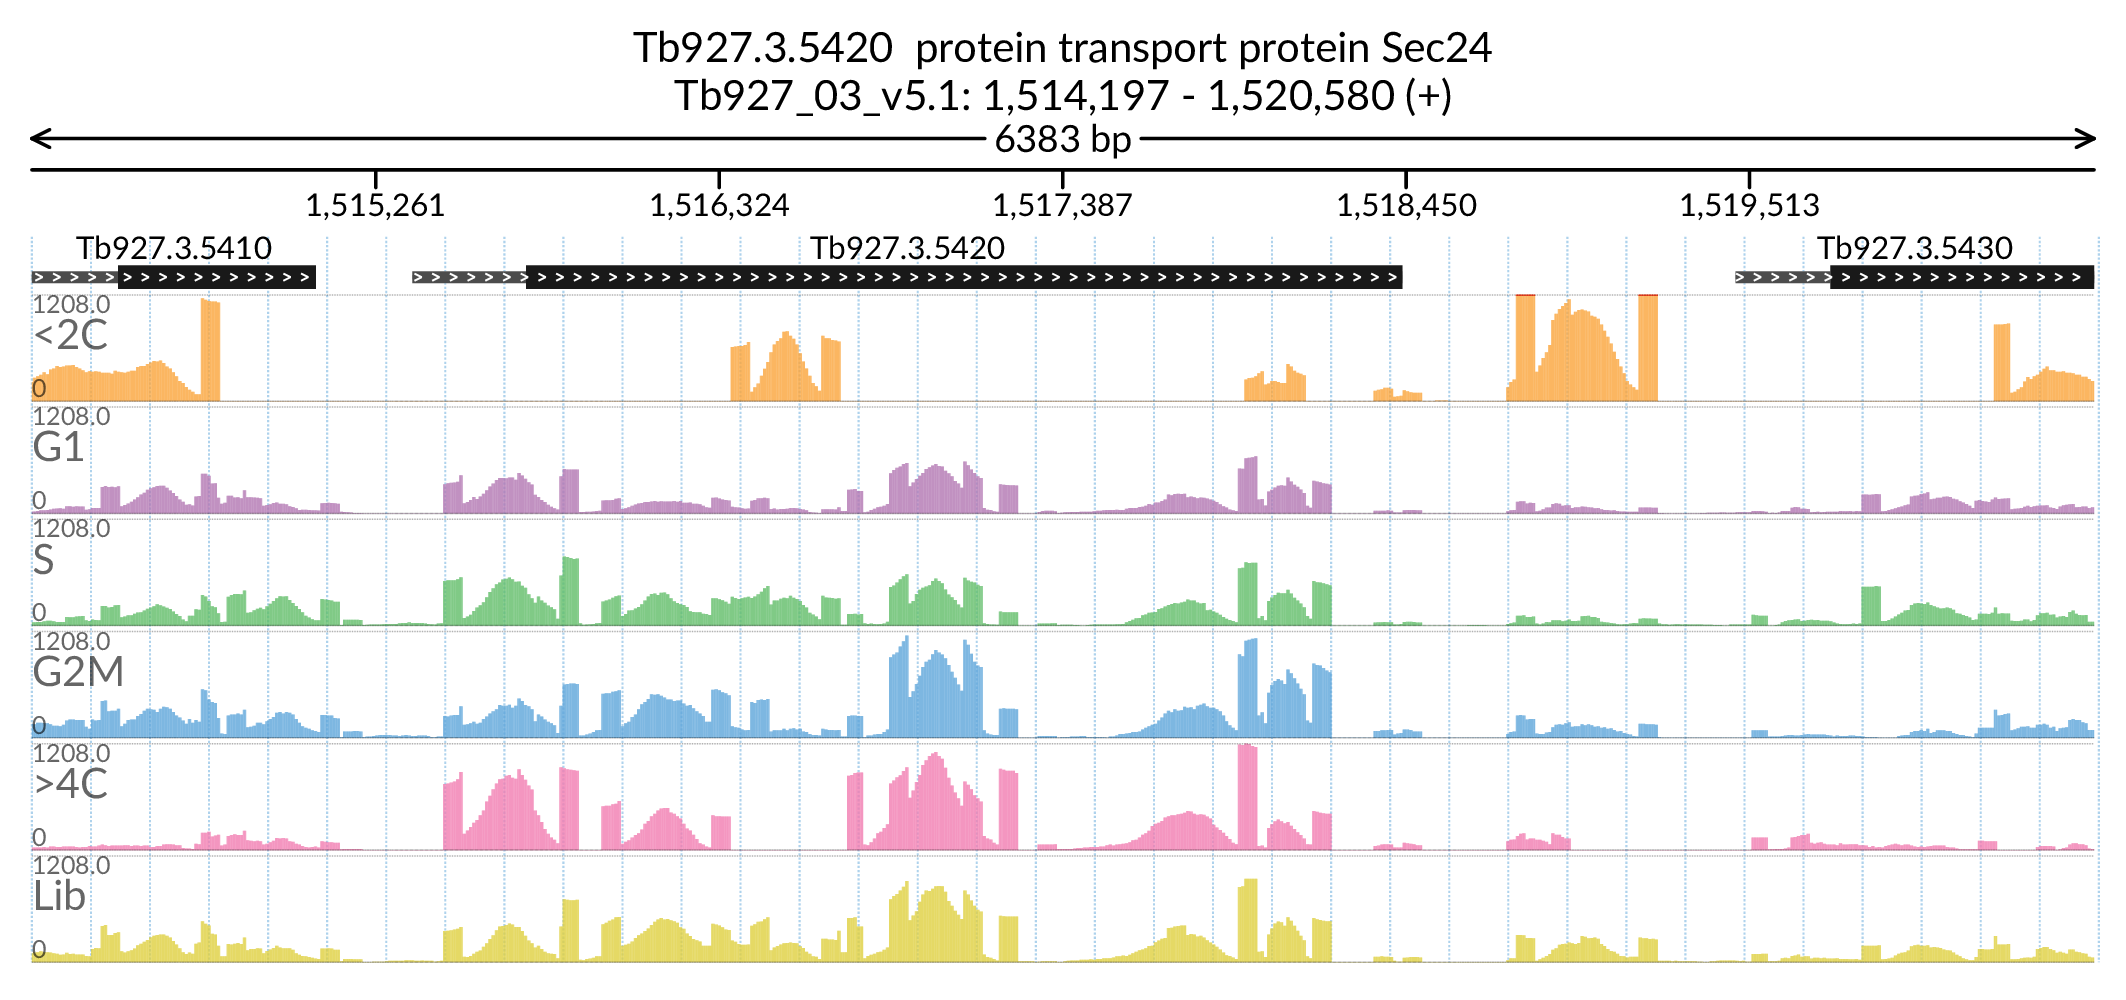 Tb927.3.5420  protein transport protein Sec24
Tb927_03_v5.1: 1,514,197 - 1,520,580 (+)
6383 bp
1,515,261 1,516,324 1,517,387 1,518,450 1,519,513
Tb927.3.5410 Tb927.3.5420 Tb927.3.5430
1208.0
<2C
0
1208.0
G1
0
1208.0
S
0
1208.0
G2M
0
1208.0
>4C
0
1208.0
Lib
0